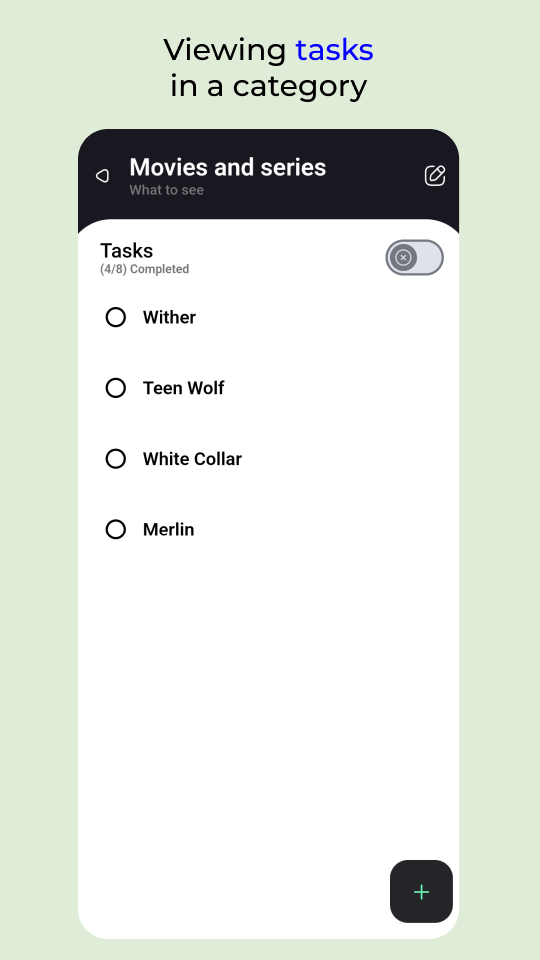 Viewing tasks
in a category
Movies and series
What to see
Tasks
(4/8) Completed
Wither
Teen Wolf
White Collar
Merlin